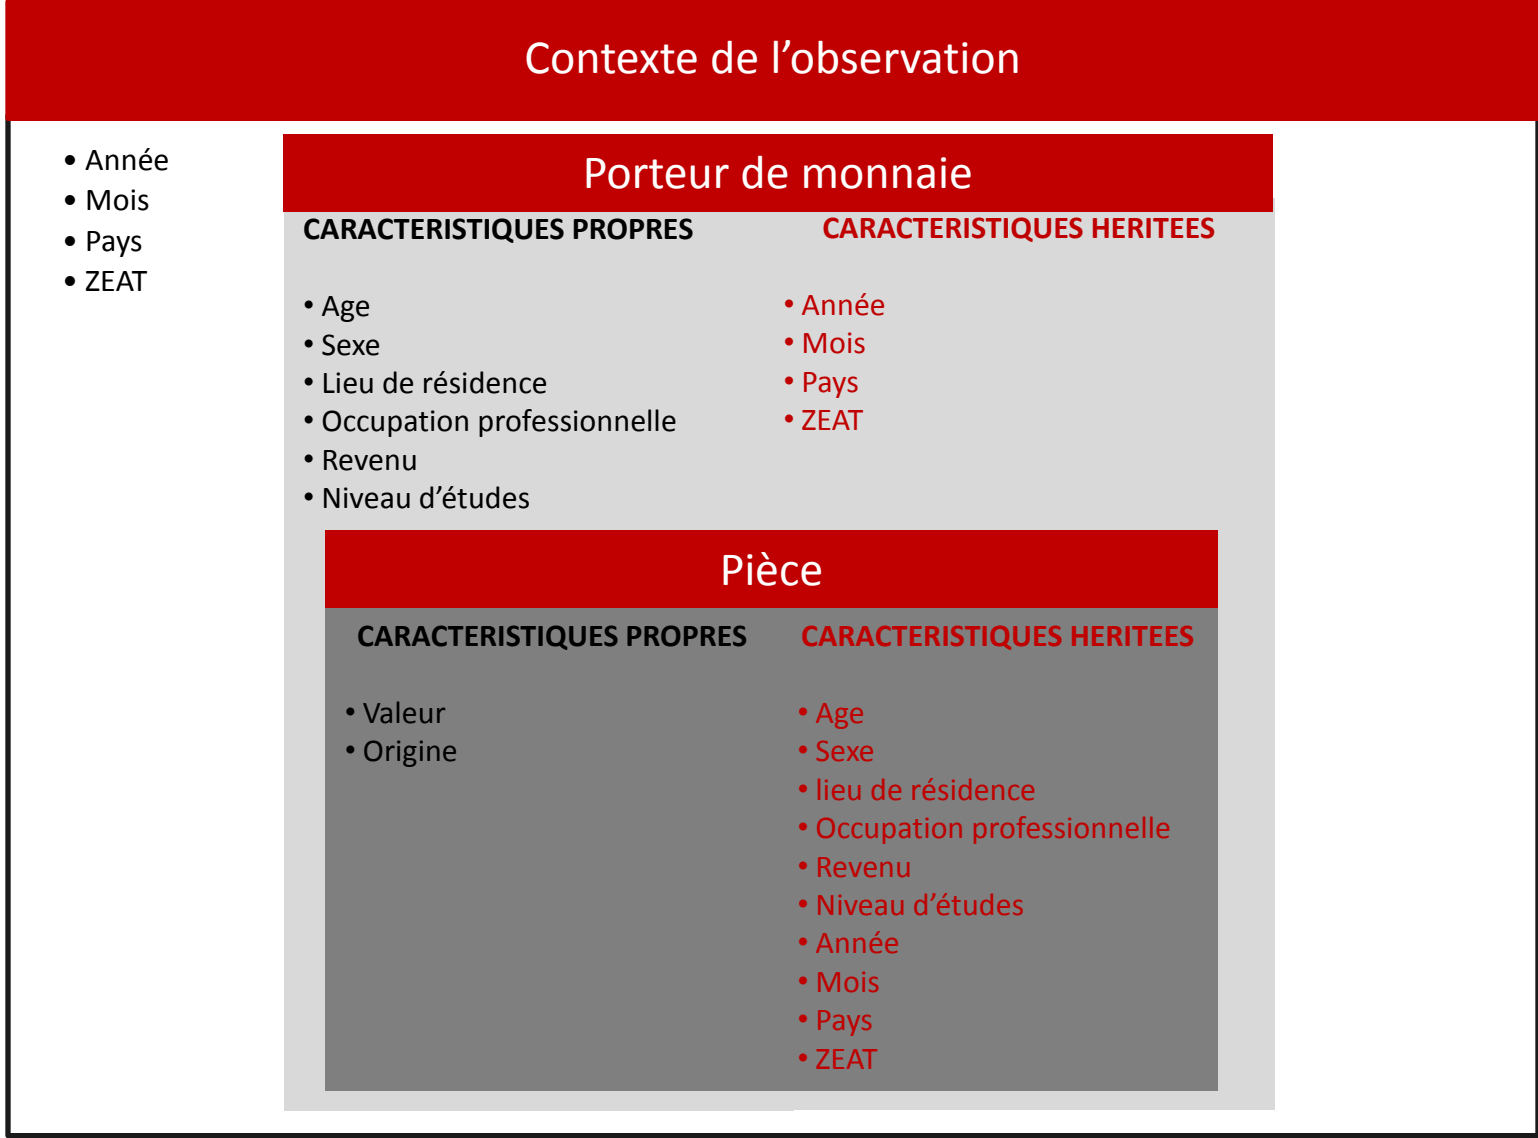 Contexte de l’observation
• Année
• Mois
• Pays
• ZEAT
Porteur de monnaie
CARACTERISTIQUES PROPRES
• Age
• Sexe
• Lieu de résidence
• Occupation professionnelle
• Revenu
• Niveau d’études
CARACTERISTIQUES HERITEES
• Année
• Mois
• Pays
• ZEAT
Pièce
CARACTERISTIQUES PROPRES
• Valeur
• Origine
CARACTERISTIQUES HERITEES
• Age
• Sexe
• lieu de résidence
• Occupation professionnelle
• Revenu
• Niveau d’études
• Année
• Mois
• Pays
• ZEAT